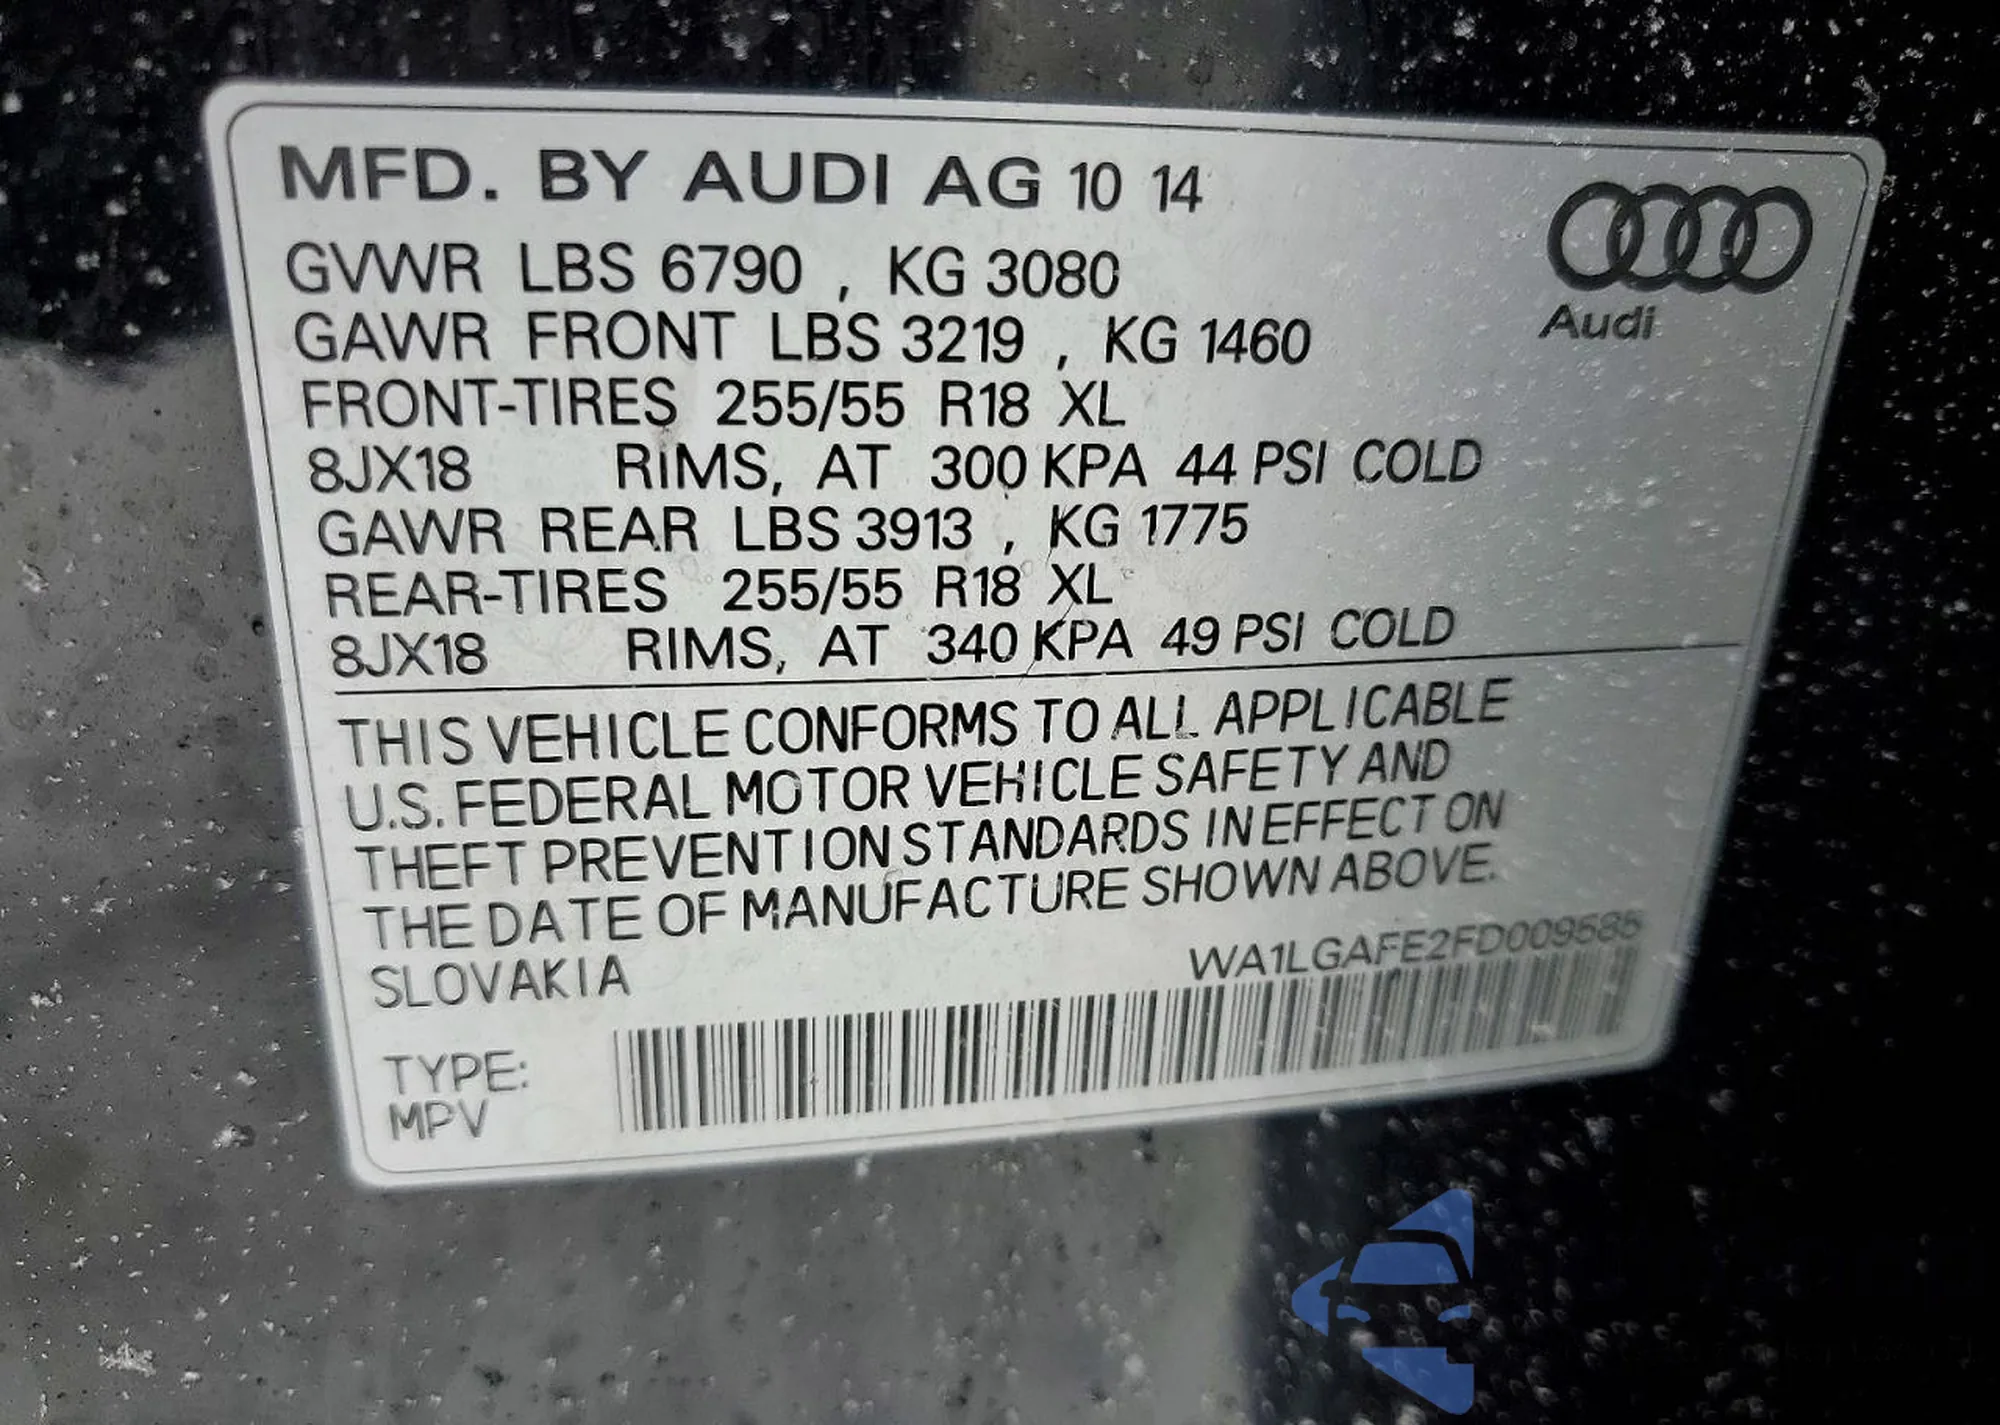 MFD. BY AUDI AG 10 14
GVWR LBS 6790 , KG 3080
GAWR FRONT LBS 3219 , KG 1460
FRONT-TIRES 255/55 R18 XL
8JX18 RIMS, AT 300 KPA 44 PSI COLD
GAWR REAR LBS 3913 , KG 1775
REAR-TIRES 255/55 R18 XL
8JX18 RIMS, AT 340 KPA 49 PSI COLD
Audi
THIS VEHICLE CONFORMS TO ALL APPLICABLE
U.S. FEDERAL MOTOR VEHICLE SAFETY AND
THEFT PREVENTION STANDARDS IN EFFECT ON
THE DATE OF MANUFACTURE SHOWN ABOVE.
SLOVAKIA
WA1LGAFE2FD009585
TYPE:
MPV